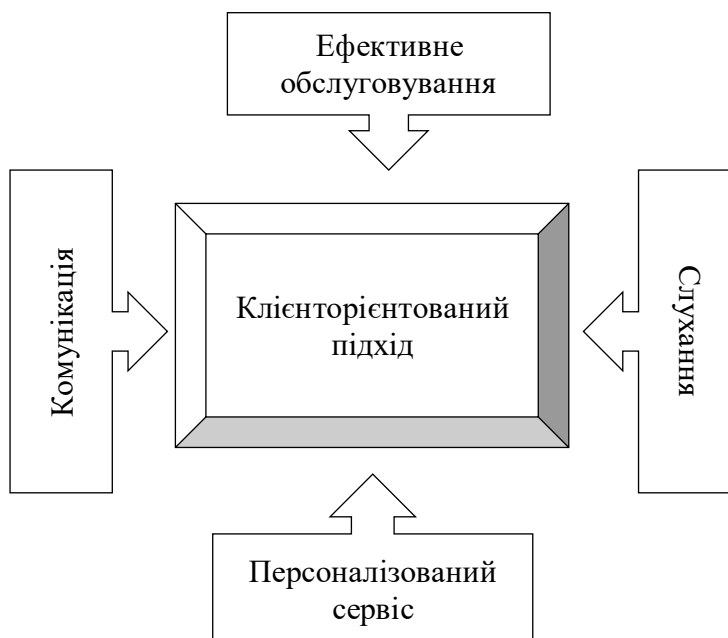 Ефективне
обслуговування
Комунікація
Клієнторієнтований
підхід
Слухання
Персоналізований
сервіс